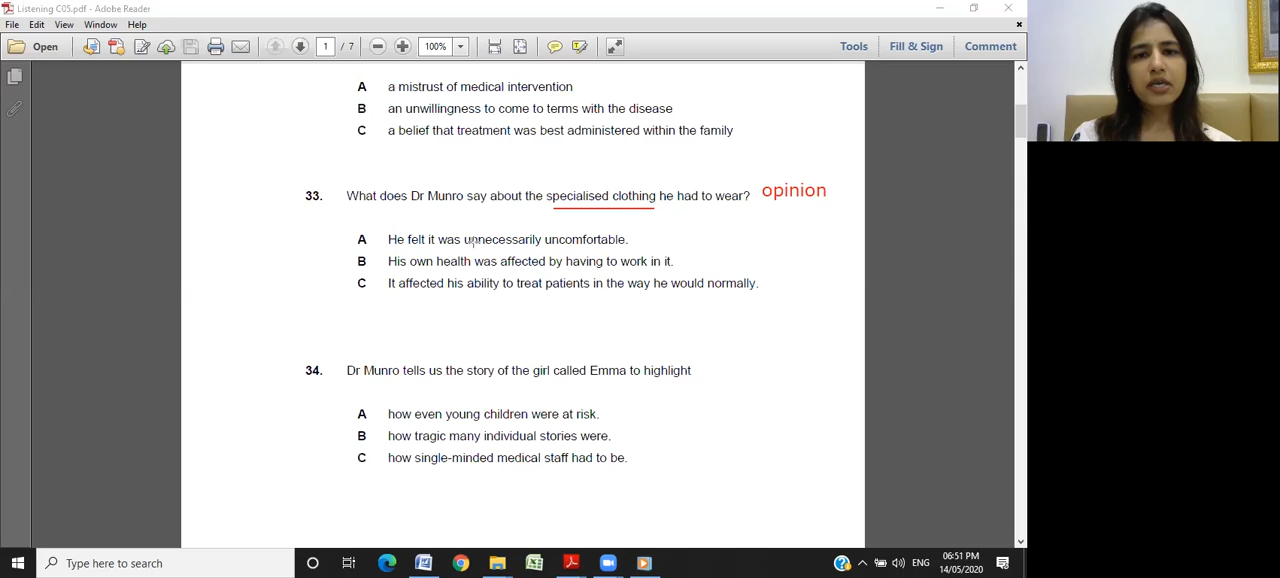 Listening C05.pdf - Adobe Reader
File Edit View Window Help
Open 1 / 7 100% Tools Fill & Sign Comment
A a mistrust of medical intervention
B an unwillingness to come to terms with the disease
C a belief that treatment was best administered within the family
33. What does Dr Munro say about the specialised clothing he had to wear? opinion
A He felt it was unnecessarily uncomfortable.
B His own health was affected by having to work in it.
C It affected his ability to treat patients in the way he would normally.
34. Dr Munro tells us the story of the girl called Emma to highlight
A how even young children were at risk.
B how tragic many individual stories were.
C how single-minded medical staff had to be.
Type here to search
ENG
06:51 PM
14/05/2020